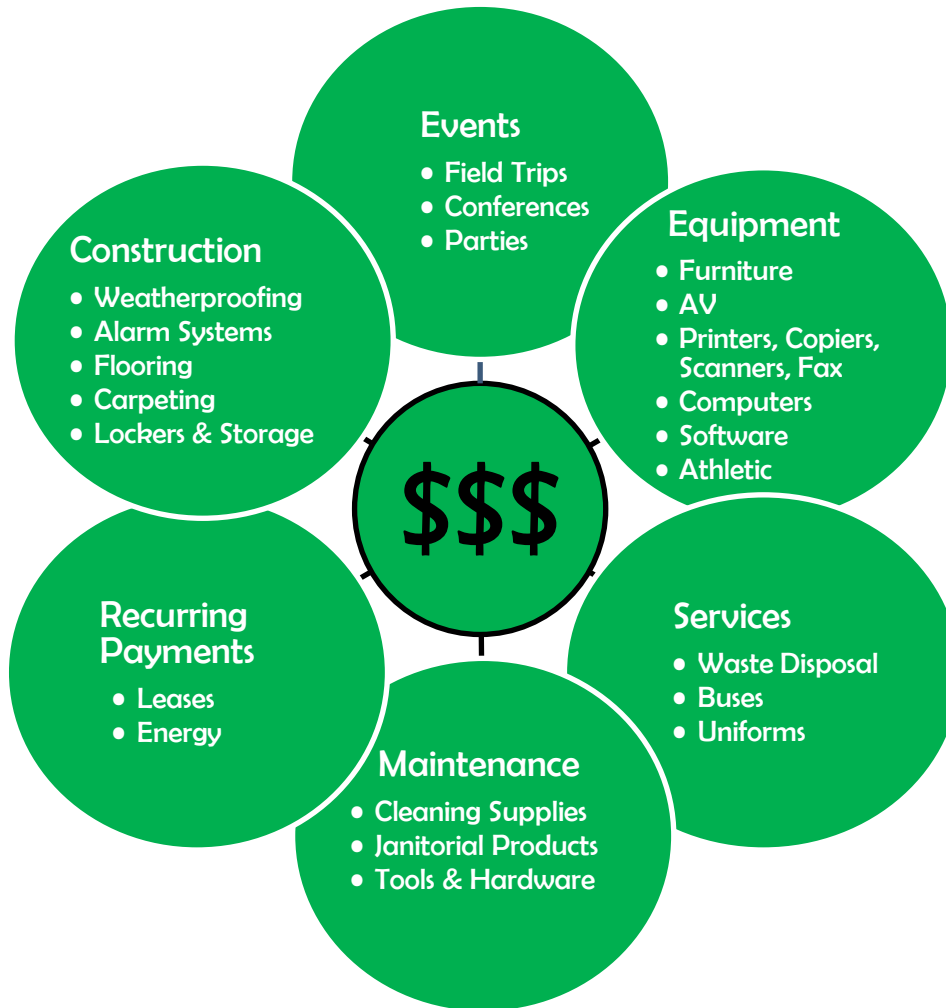 Events
• Field Trips
• Conferences
• Parties
Equipment
• Furniture
• AV
• Printers, Copiers,
Scanners, Fax
• Computers
• Software
• Athletic
Services
• Waste Disposal
• Buses
• Uniforms
Maintenance
• Cleaning Supplies
• Janitorial Products
• Tools & Hardware
Recurring
Payments
• Leases
• Energy
Construction
• Weatherproofing
• Alarm Systems
• Flooring
• Carpeting
• Lockers & Storage
$$$